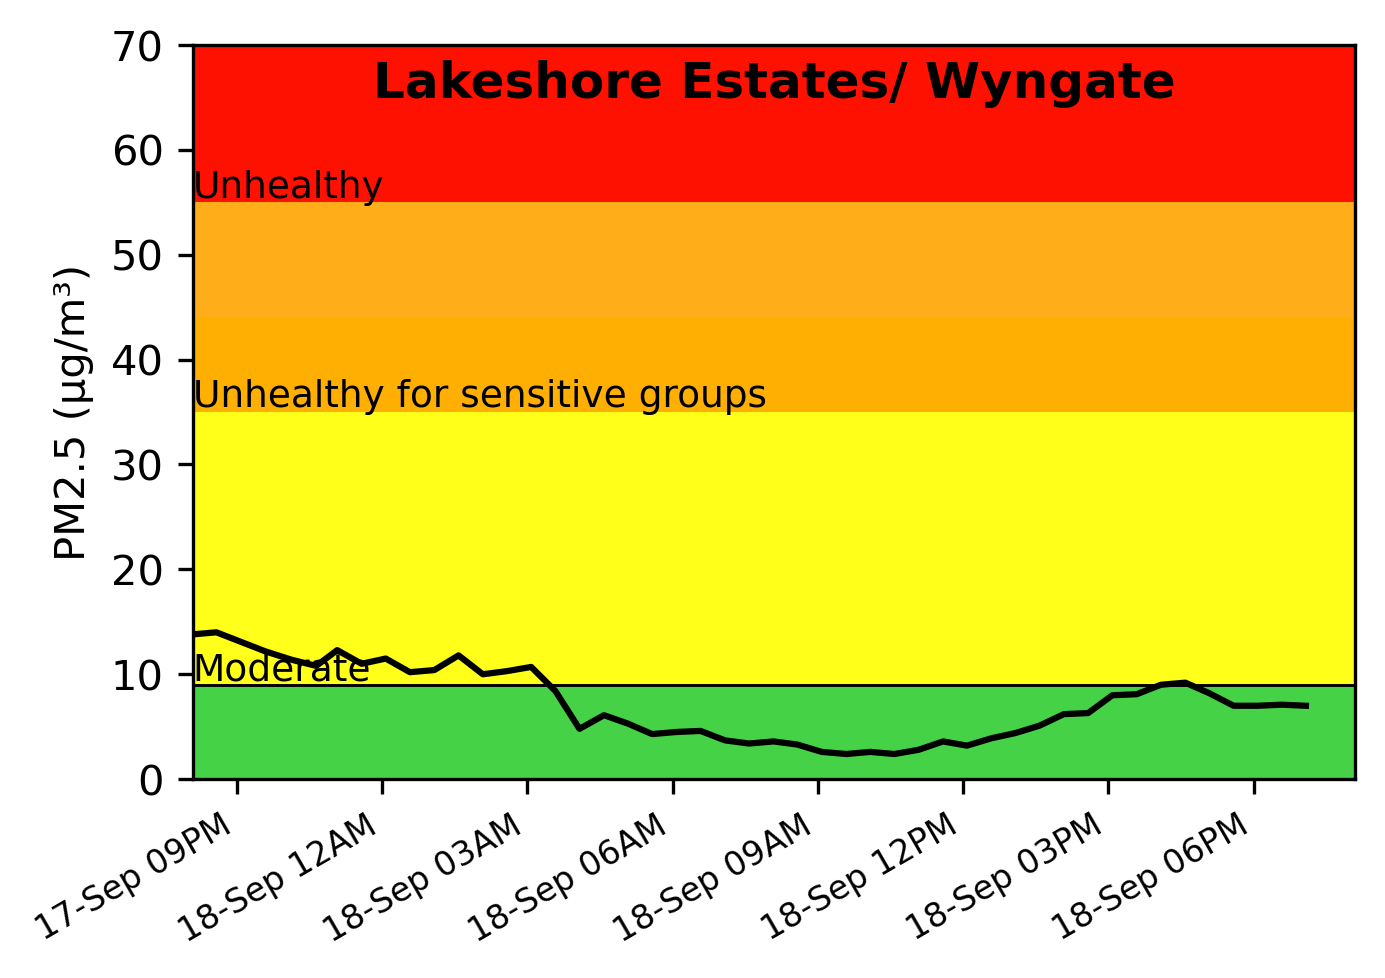 Lakeshore Estates/ Wyngate
PM2.5 (µg/m³)
70
60
50
40
30
20
10
0
Unhealthy
Unhealthy for sensitive groups
Moderate
17-Sep 09PM
18-Sep 12AM
18-Sep 03AM
18-Sep 06AM
18-Sep 09AM
18-Sep 12PM
18-Sep 03PM
18-Sep 06PM